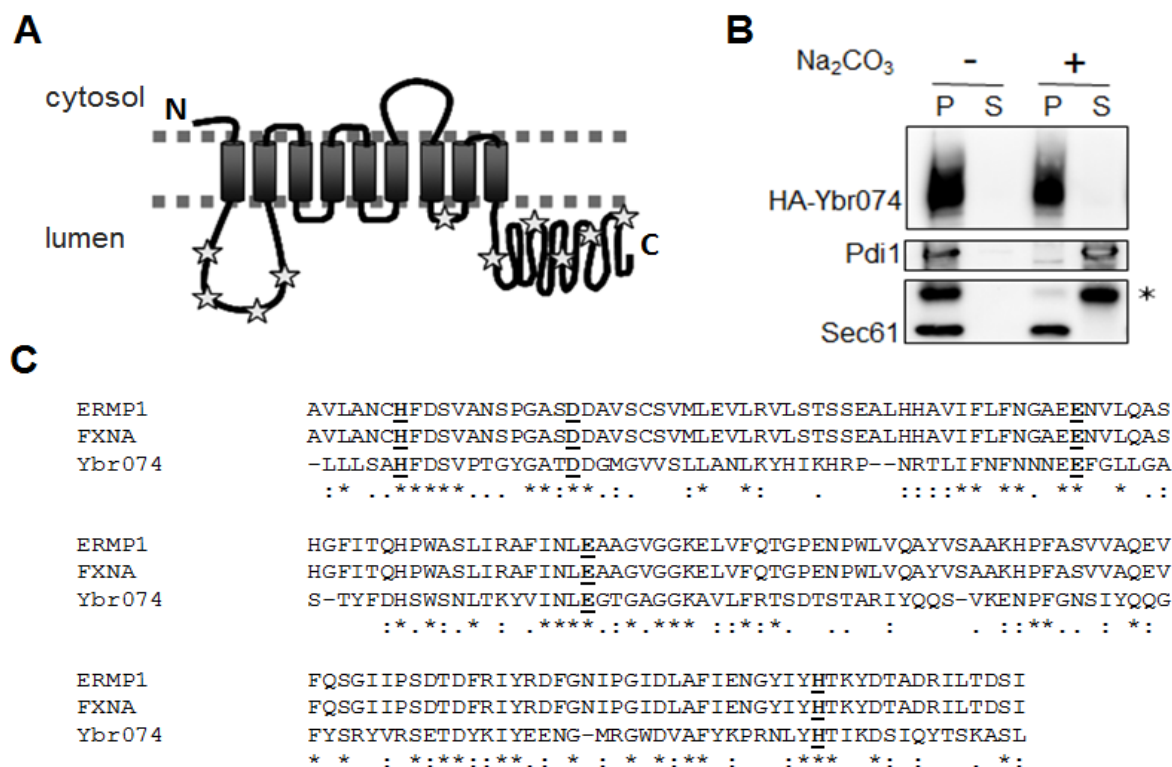 A
cytosol
N
lumen
C
B
Na2CO3 - +
P S P S
HA-Ybr074
Pdi1
*
Sec61
C
ERMP1 AVLANCHFDSVANSPGASDDAVSCSVMLEVLRVLSTSSEALHHAVIFLFNGAEENVLQAS
FXNA AVLANCHFDSVANSPGASDDAVSCSVMLEVLRVLSTSSEALHHAVIFLFNGAEENVLQAS
Ybr074 -LLLSAHFDSVPTGYGATDDGMGVVSLLANLKYHIKHRP--NRTLIFNFNNNEEFGLLGA
:* ..*****... **:**.:. :* *: . ::::** **. ** * .:
ERMP1 HGFITQHPWASLIRAFINLEAAGVGGKELVFQTGPENPWLVQAYVSAAKHPFASVVAQEV
FXNA HGFITQHPWASLIRAFINLEAAGVGGKELVFQTGPENPWLVQAYVSAAKHPFASVVAQEV
Ybr074 S-TYFDHSWSNLTKYVINLEGTGAGGKAVLFRTSDTSTARIYQQS-VKENPFGNSIYQQG
:*.*:.* : .****.:*.*** ::*:*. .. : .::**.. : *:
ERMP1 FQSGIIPSDTDFRIYRDFGNIPGIDLAFIENGYIYHTKYDTADRILTDSI
FXNA FQSGIIPSDTDFRIYRDFGNIPGIDLAFIENGYIYHTKYDTADRILTDSI
Ybr074 FYSRYVRSETDYKIYEENG-MRGWDVAFYKPRNLYHTIKDSIQYTSKASL
* * : *:**::**.: * : * *:** : :*** *: : . *: